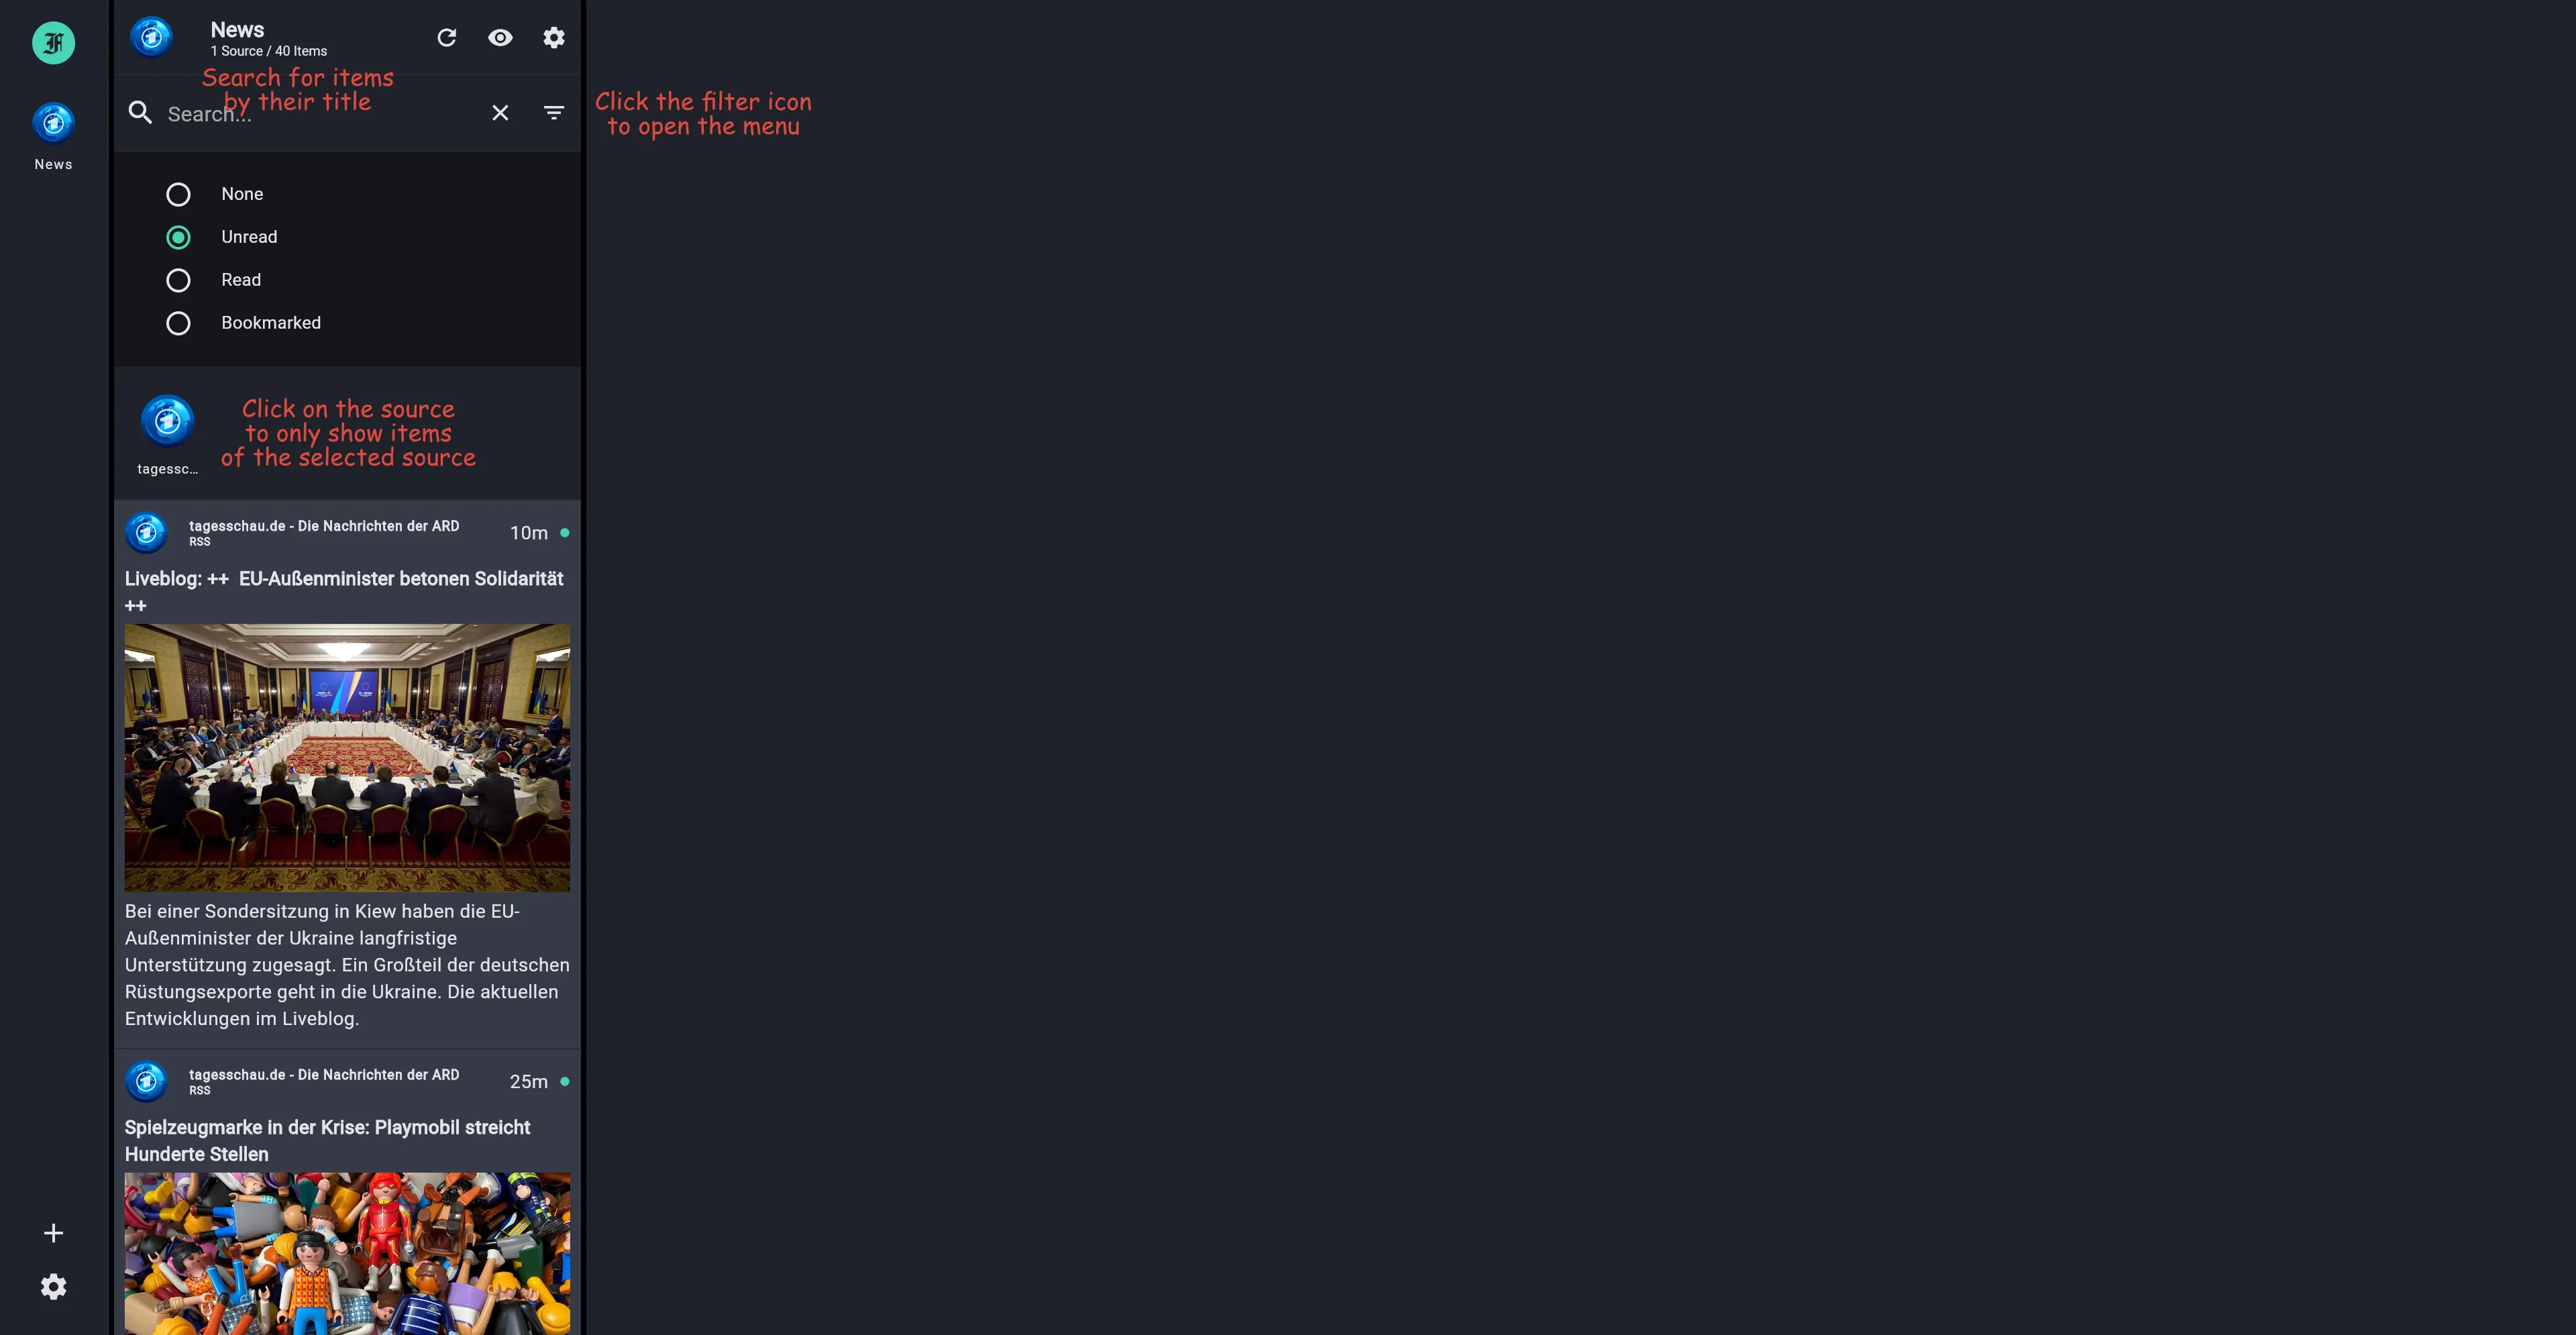 News
News
1 Source / 40 Items
Search for items
by their title
Search...
Click the filter icon
to open the menu
None
Unread
Read
Bookmarked
Click on the source
to only show items
of the selected source
tagessc...
tagesschau.de - Die Nachrichten der ARD
RSS
10m
Liveblog: ++ EU-Außenminister betonen Solidarität
++
Bei einer Sondersitzung in Kiew haben die EU-
Außenminister der Ukraine langfristige
Unterstützung zugesagt. Ein Großteil der deutschen
Rüstungsexporte geht in die Ukraine. Die aktuellen
Entwicklungen im Liveblog.
tagesschau.de - Die Nachrichten der ARD
RSS
25m
Spielzeugmarke in der Krise: Playmobil streicht
Hunderte Stellen